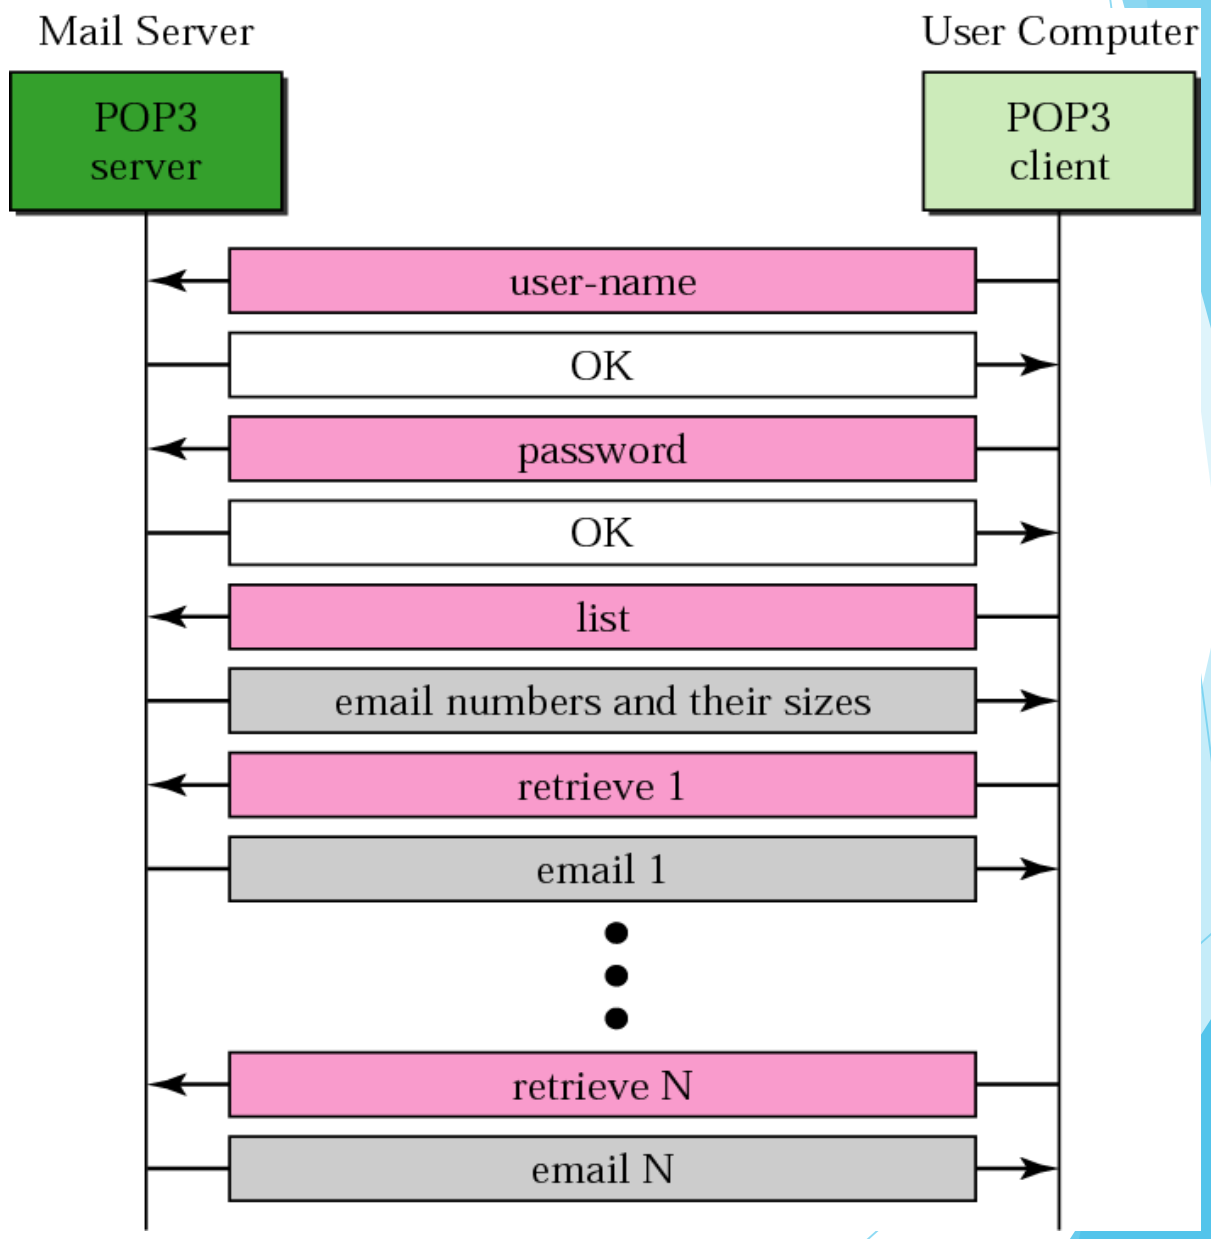 Mail Server
User Computer
POP3
server
POP3
client
user-name
OK
password
OK
list
email numbers and their sizes
retrieve 1
email 1
retrieve N
email N